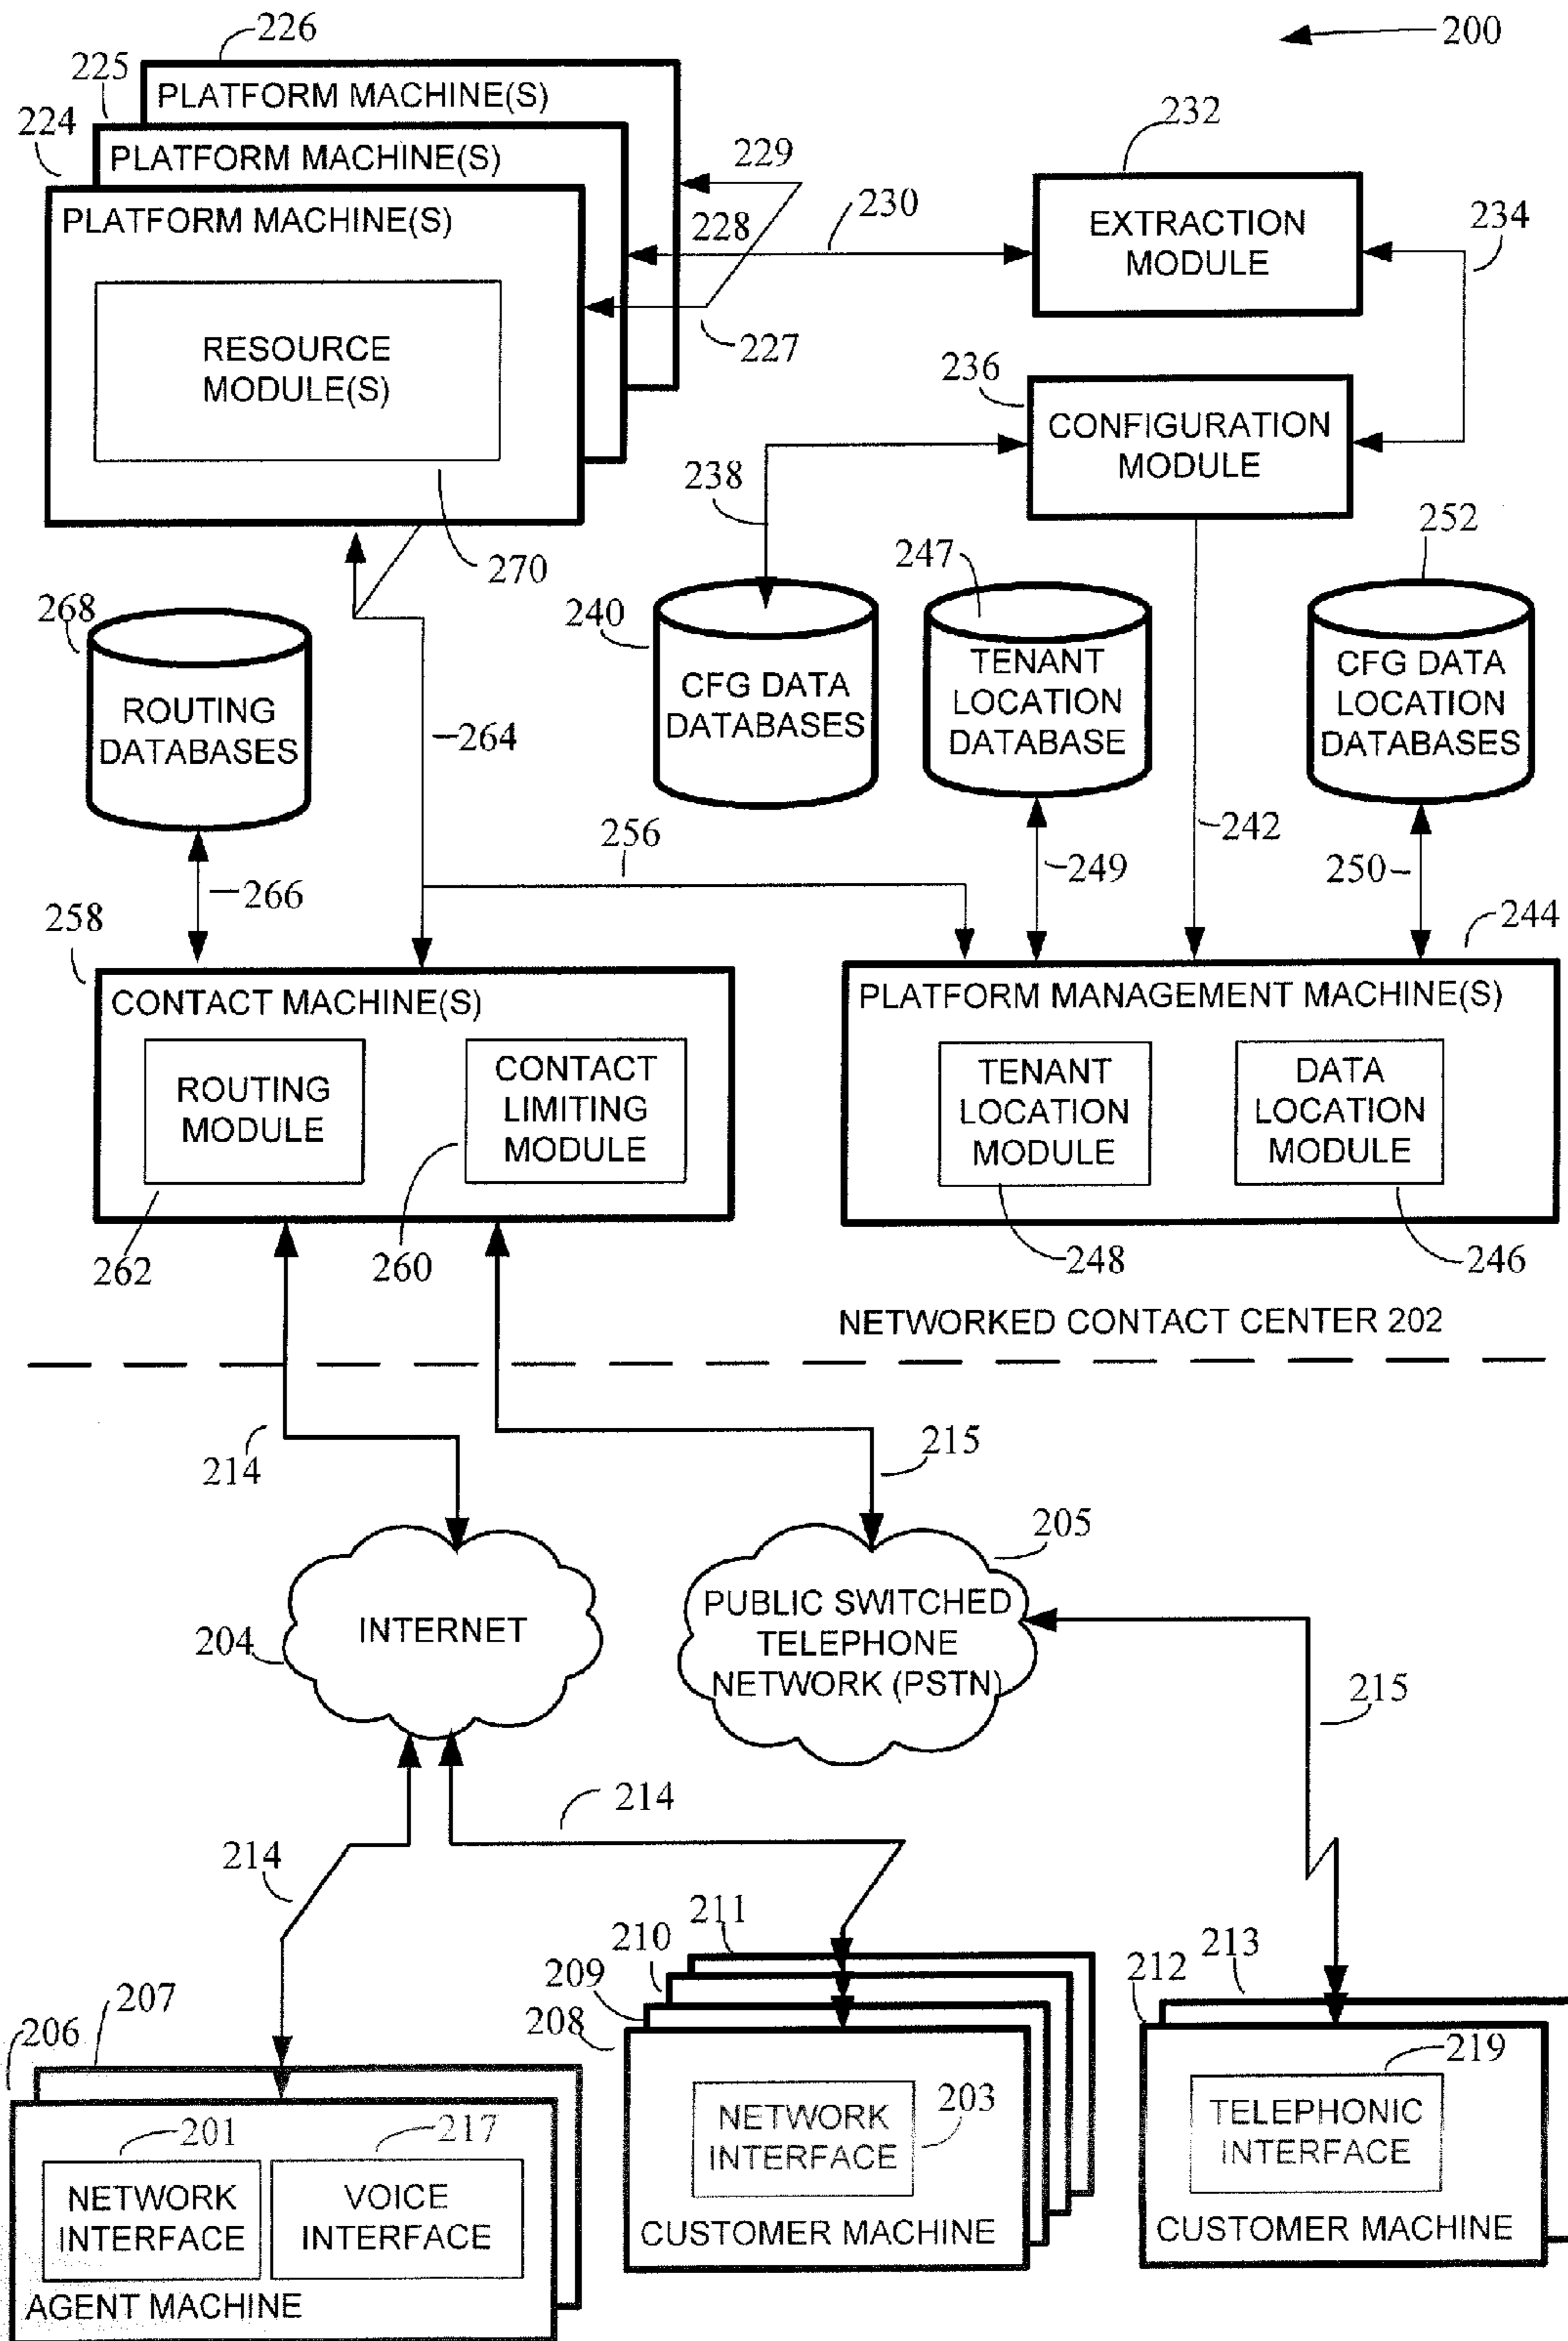 226
200
225
PLATFORM MACHINE(S)
224
PLATFORM MACHINE(S)
229
232
PLATFORM MACHINE(S)
228
230
EXTRACTION
MODULE
234
RESOURCE
MODULE(S)
227
236
CONFIGURATION
MODULE
238
252
270
247
268
240
ROUTING
DATABASES
CFG DATA
DATABASES
TENANT
LOCATION
DATABASE
CFG DATA
LOCATION
DATABASES
264
256
242
266
249
250
258
244
CONTACT MACHINE(S)
PLATFORM MANAGEMENT MACHINE(S)
ROUTING
MODULE
CONTACT
LIMITING
MODULE
TENANT
LOCATION
MODULE
DATA
LOCATION
MODULE
262
260
248
246
NETWORKED CONTACT CENTER 202
214
215
205
INTERNET
204
PUBLIC SWITCHED
TELEPHONE
NETWORK (PSTN)
215
214
214
211
210
209
208
213
212
207
206
219
201
217
NETWORK
INTERFACE
203
TELEPHONIC
INTERFACE
NETWORK
INTERFACE
VOICE
INTERFACE
CUSTOMER MACHINE
CUSTOMER MACHINE
AGENT MACHINE